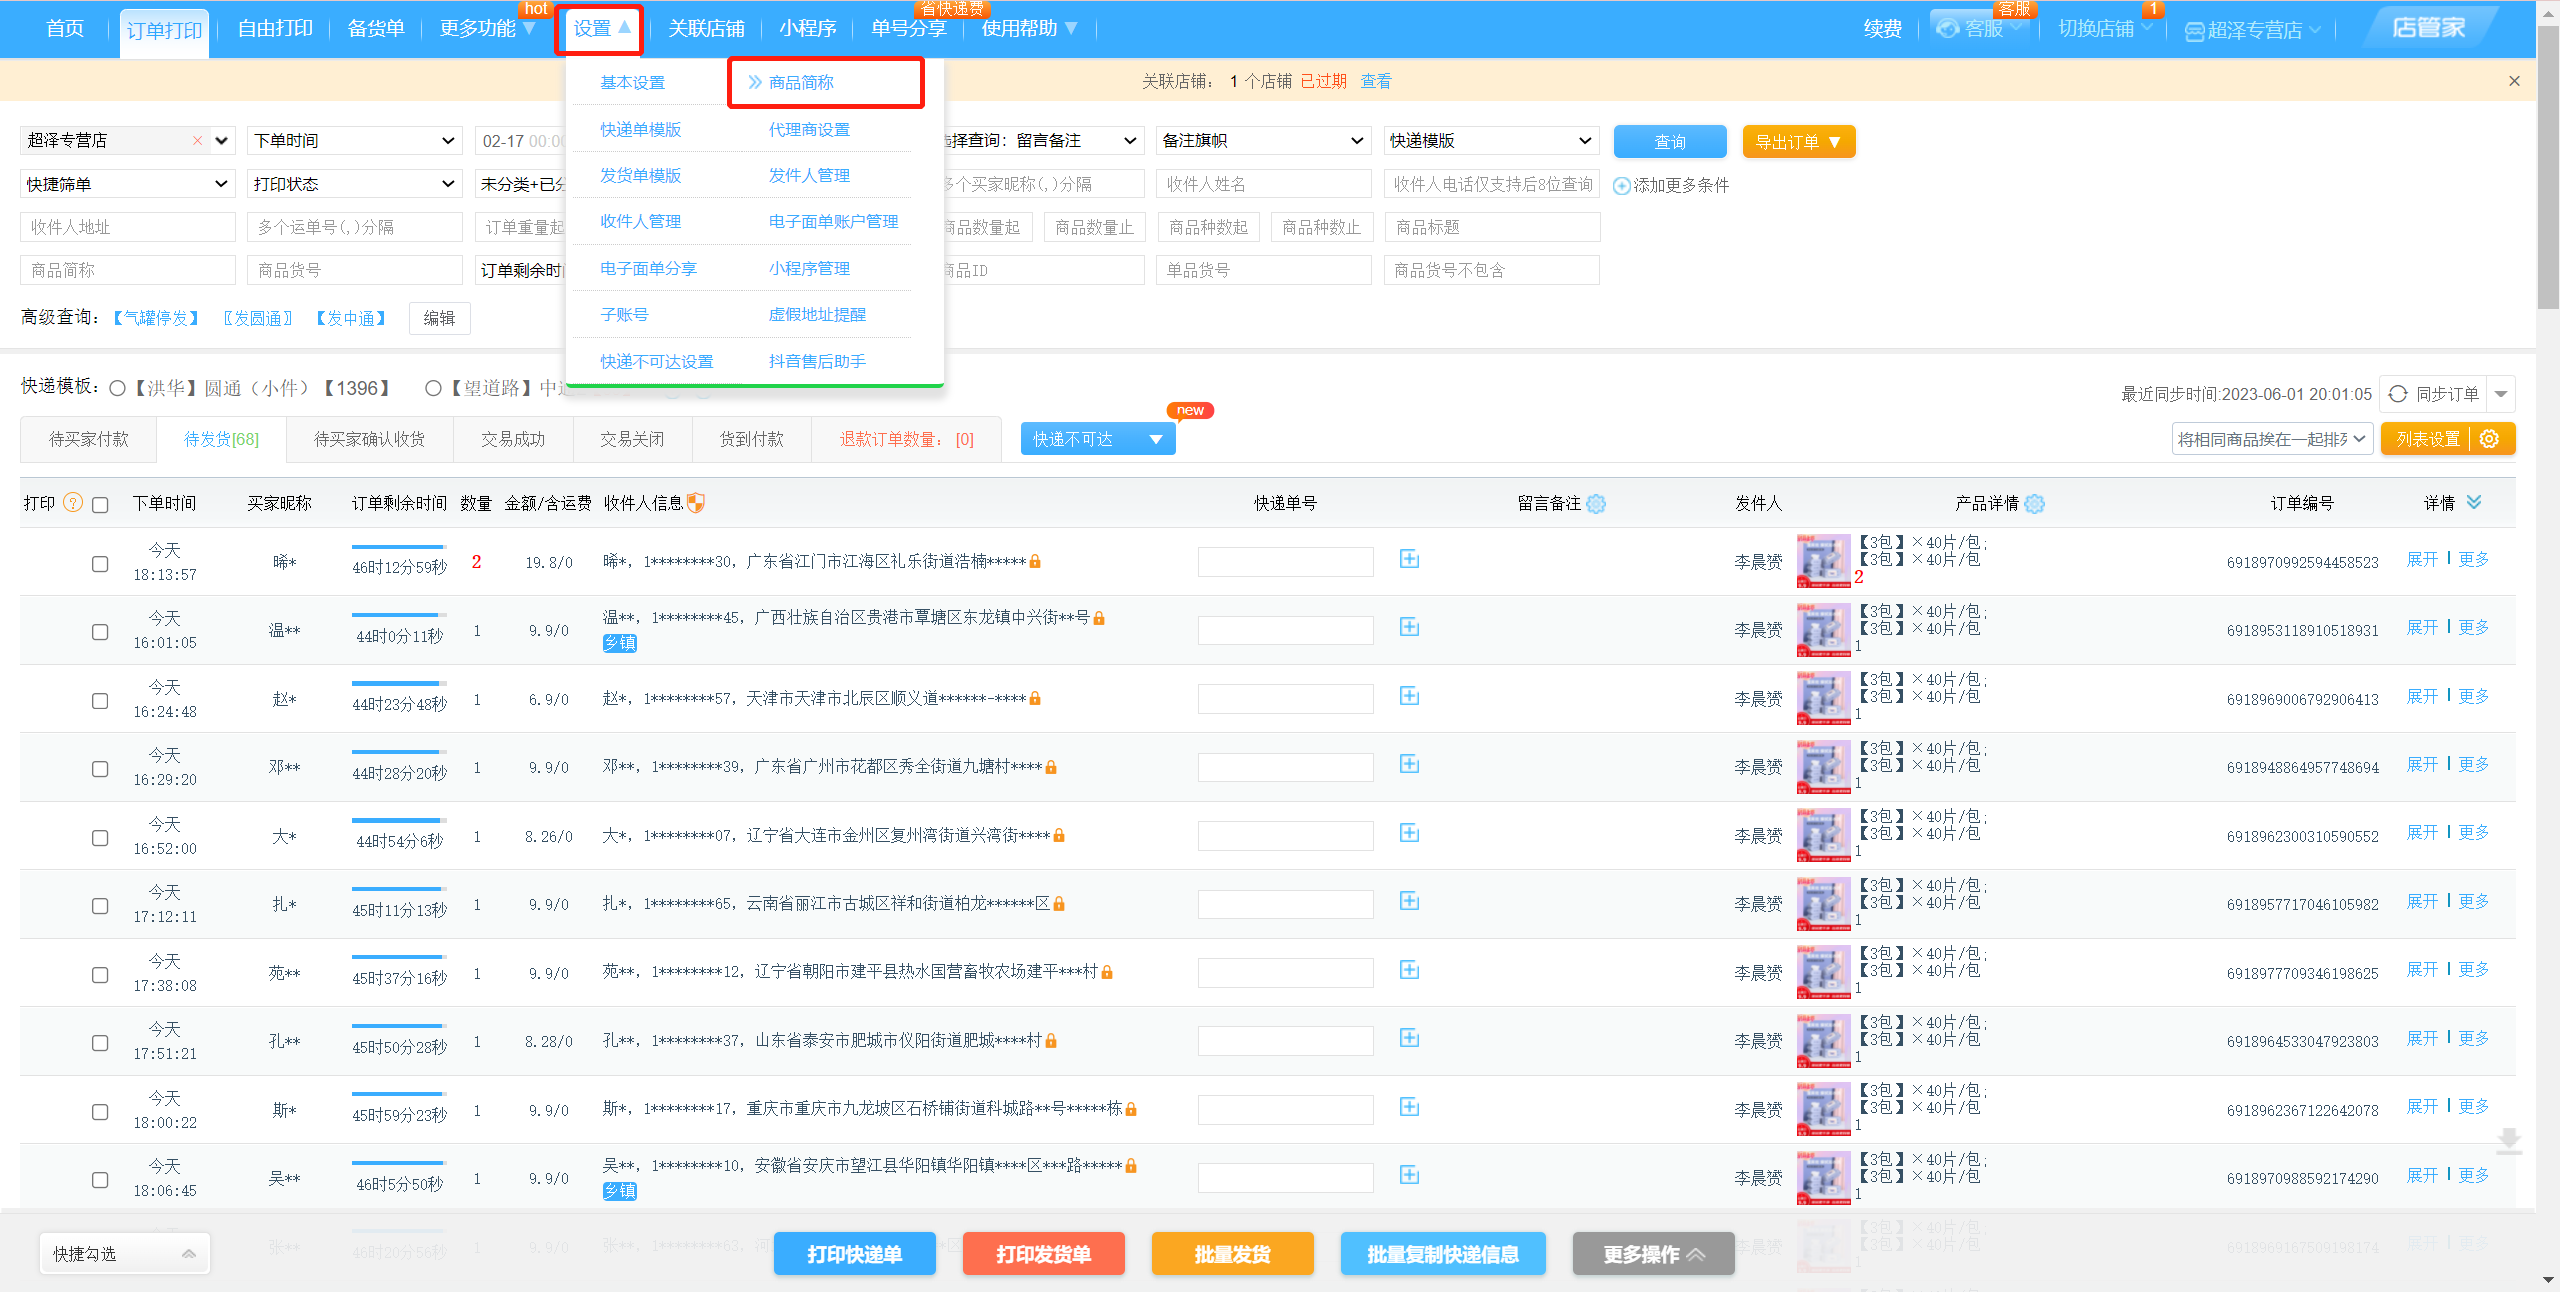 首页 订单打印 自由打印 备货单 更多功能 hot 设置 关联店铺 小程序 单号分享 省快递费 使用帮助 续费 客服 客服 切换店铺 1 超泽专营店 店管家
关联店铺： 1 个店铺 已过期 查看
基本设置 商品简称
快递单模版 代理商设置
发货单模版 发件人管理
收件人管理 电子面单账户管理
电子面单分享 小程序管理
子账号 虚假地址提醒
快递不可达设置 抖音售后助手
超泽专营店 下单时间 02-17 00:00 择查询：留言备注 备注旗帜 快递模版 查询 导出订单
快捷筛单 打印状态 未分类+已分 多个买家昵称(,)分隔 收件人姓名 收件人电话仅支持后8位查询 添加更多条件
收件人地址 多个运单号(,)分隔 订单重量起 商品数量起 商品数量止 商品种数起 商品种数止 商品标题
商品简称 商品货号 订单剩余时间 商品ID 单品货号 商品货号不包含
高级查询： 【气罐停发】 【发圆通】 【发中通】 编辑
快递模板： 【洪华】圆通（小件）【1396】 【望道路】中通
最近同步时间:2023-06-01 20:01:05 同步订单
待买家付款 待发货[68] 待买家确认收货 交易成功 交易关闭 货到付款 退款订单数量： [0] 快递不可达 new 将相同商品挨在一起排列 列表设置
打印 下单时间 买家昵称 订单剩余时间 数量 金额/含运费 收件人信息 快递单号 留言备注 发件人 产品详情 订单编号 详情
今天 18:13:57 晞* 46时12分59秒 2 19.8/0 晞*, 1********30, 广东省江门市江海区礼乐街道浩楠***** 李晨赟 【3包】×40片/包; 【3包】×40片/包 2 6918970992594458523 展开 更多
今天 16:01:05 温** 44时0分11秒 1 9.9/0 温**, 1********45, 广西壮族自治区贵港市覃塘区东龙镇中兴街**号 乡镇 李晨赟 【3包】×40片/包; 【3包】×40片/包 1 6918953118910518931 展开 更多
今天 16:24:48 赵* 44时23分48秒 1 6.9/0 赵*, 1********57, 天津市天津市北辰区顺义道******-**** 李晨赟 【3包】×40片/包; 【3包】×40片/包 1 6918969006792906413 展开 更多
今天 16:29:20 邓** 44时28分20秒 1 9.9/0 邓**, 1********39, 广东省广州市花都区秀全街道九塘村**** 李晨赟 【3包】×40片/包; 【3包】×40片/包 1 6918948864957748694 展开 更多
今天 16:52:00 大* 44时54分6秒 1 8.26/0 大*, 1********07, 辽宁省大连市金州区复州湾街道兴湾街**** 李晨赟 【3包】×40片/包; 【3包】×40片/包 1 6918962300310590552 展开 更多
今天 17:12:11 扎* 45时11分13秒 1 9.9/0 扎*, 1********65, 云南省丽江市古城区祥和街道柏龙******区 李晨赟 【3包】×40片/包; 【3包】×40片/包 1 6918957717046105982 展开 更多
今天 17:38:08 苑** 45时37分16秒 1 9.9/0 苑**, 1********12, 辽宁省朝阳市建平县热水国营畜牧农场建平***村 李晨赟 【3包】×40片/包; 【3包】×40片/包 1 6918977709346198625 展开 更多
今天 17:51:21 孔** 45时50分28秒 1 8.28/0 孔**, 1********37, 山东省泰安市肥城市仪阳街道肥城****村 李晨赟 【3包】×40片/包; 【3包】×40片/包 1 6918964533047923803 展开 更多
今天 18:00:22 斯* 45时59分23秒 1 9.9/0 斯*, 1********17, 重庆市重庆市九龙坡区石桥铺街道科城路**号*****栋 李晨赟 【3包】×40片/包; 【3包】×40片/包 1 6918962367122642078 展开 更多
今天 18:06:45 吴** 46时5分50秒 1 9.9/0 吴**, 1********10, 安徽省安庆市望江县华阳镇华阳镇****区***路***** 乡镇 李晨赟 【3包】×40片/包; 【3包】×40片/包 1 6918970988592174290 展开 更多
张** 46时20分56秒 1 9.9/0 张**, 1********63, 李晨赟 1 6918969167509198174 展开 更多
快捷勾选 打印快递单 打印发货单 批量发货 批量复制快递信息 更多操作